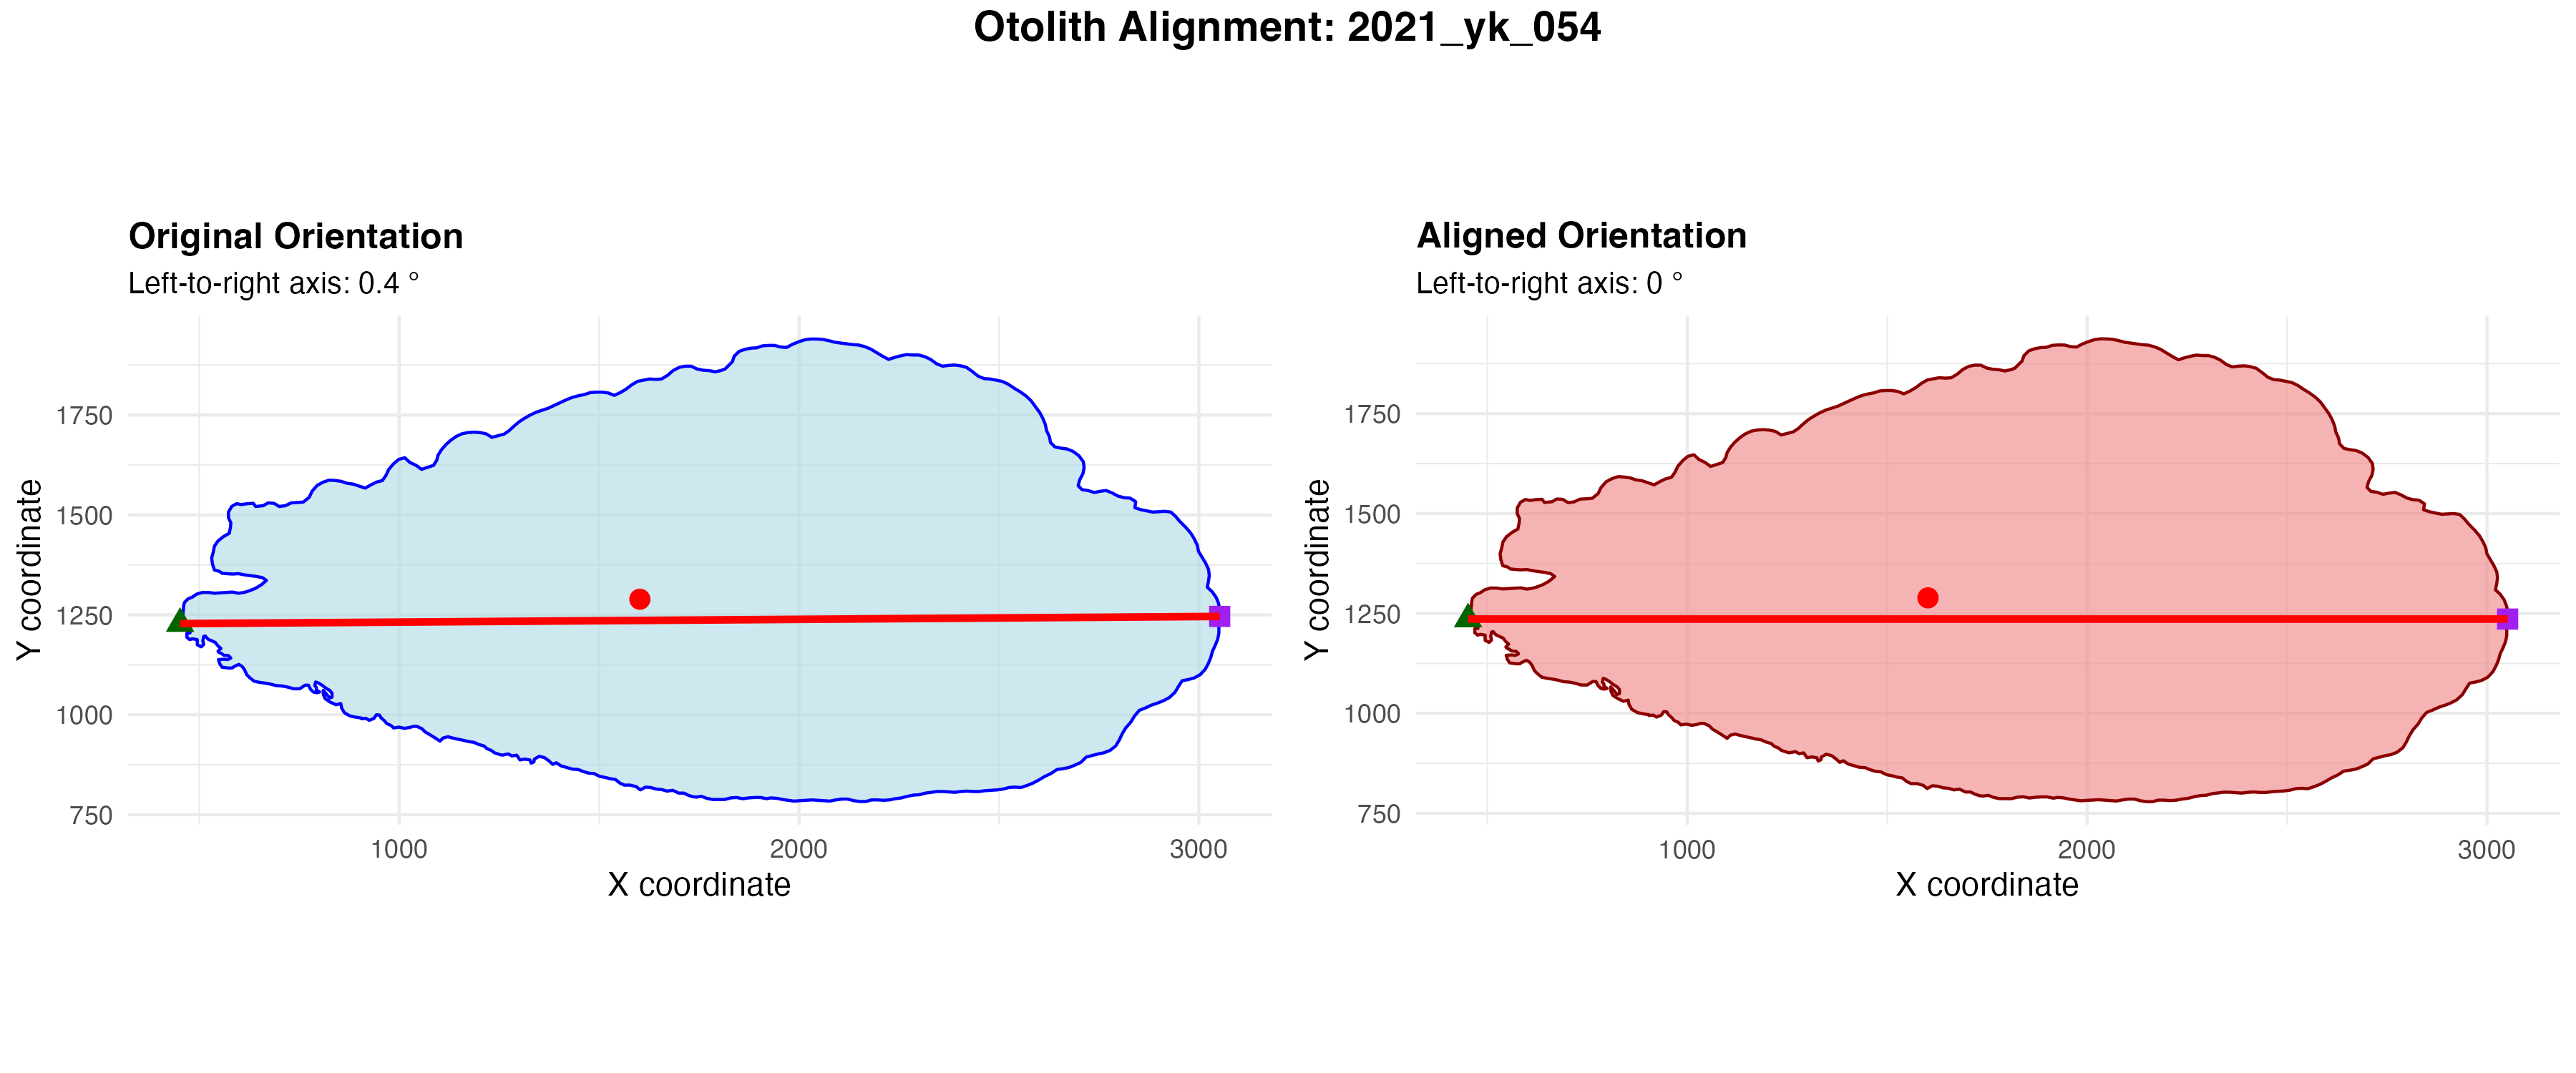 Otolith Alignment: 2021_yk_054
Original Orientation
Left-to-right axis: 0.4 °
Y coordinate
1750
1500
1250
1000
750
1000 2000 3000
X coordinate
Aligned Orientation
Left-to-right axis: 0 °
Y coordinate
1750
1500
1250
1000
750
1000 2000 3000
X coordinate